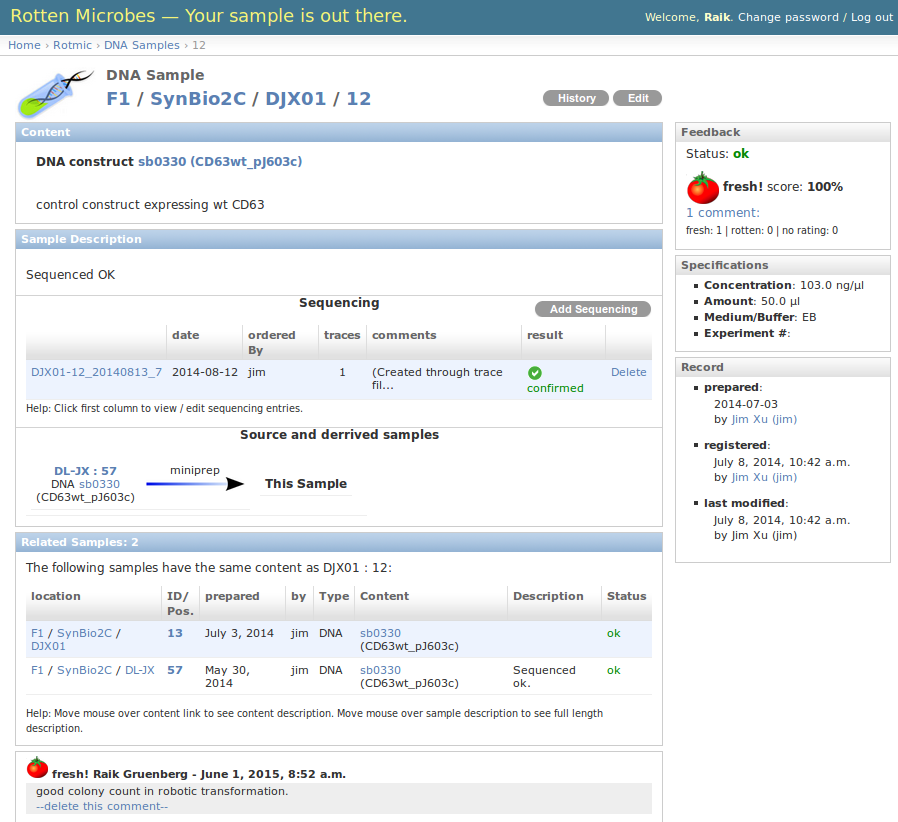 Rotten Microbes — Your sample is out there.
Welcome, Raik. Change password / Log out
Home › Rotmic › DNA Samples › 12
DNA Sample
F1 / SynBio2C / DJX01 / 12
History
Edit
Content
DNA construct sb0330 (CD63wt_pJ603c)
control construct expressing wt CD63
Sample Description
Sequenced OK
Sequencing
Add Sequencing
date ordered By traces comments result
DJX01-12_20140813_7 2014-08-12 jim 1 (Created through trace fil... confirmed Delete
Help: Click first column to view / edit sequencing entries.
Source and derrived samples
DL-JX : 57
DNA sb0330
(CD63wt_pJ603c)
miniprep
This Sample
Related Samples: 2
The following samples have the same content as DJX01 : 12:
location ID/ Pos. prepared by Type Content Description Status
F1 / SynBio2C / DJX01 13 July 3, 2014 jim DNA sb0330 (CD63wt_pJ603c) ok
F1 / SynBio2C / DL-JX 57 May 30, 2014 jim DNA sb0330 (CD63wt_pJ603c) Sequenced ok. ok
Help: Move mouse over content link to see content description. Move mouse over sample description to see full length
description.
fresh! Raik Gruenberg - June 1, 2015, 8:52 a.m.
good colony count in robotic transformation.
--delete this comment--
Feedback
Status: ok
fresh! score: 100%
1 comment:
fresh: 1 | rotten: 0 | no rating: 0
Specifications
Concentration: 103.0 ng/µl
Amount: 50.0 µl
Medium/Buffer: EB
Experiment #:
Record
prepared:
2014-07-03
by Jim Xu (jim)
registered:
July 8, 2014, 10:42 a.m.
by Jim Xu (jim)
last modified:
July 8, 2014, 10:42 a.m.
by Jim Xu (jim)